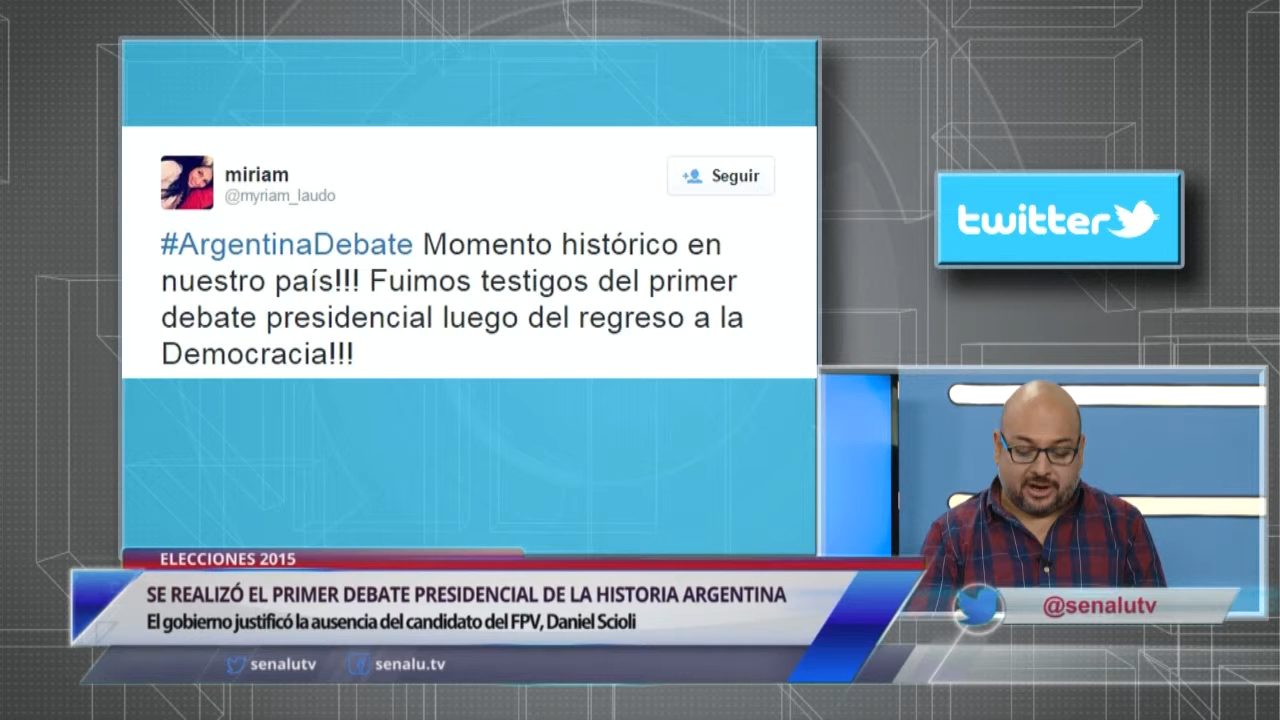 miriam
@myriam_laudo
Seguir
#ArgentinaDebate Momento histórico en
nuestro país!!! Fuimos testigos del primer
debate presidencial luego del regreso a la
Democracia!!!
twitter
ELECCIONES 2015
SE REALIZÓ EL PRIMER DEBATE PRESIDENCIAL DE LA HISTORIA ARGENTINA
El gobierno justificó la ausencia del candidato del FPV, Daniel Scioli
@senalutv
senalutv
senalu.tv